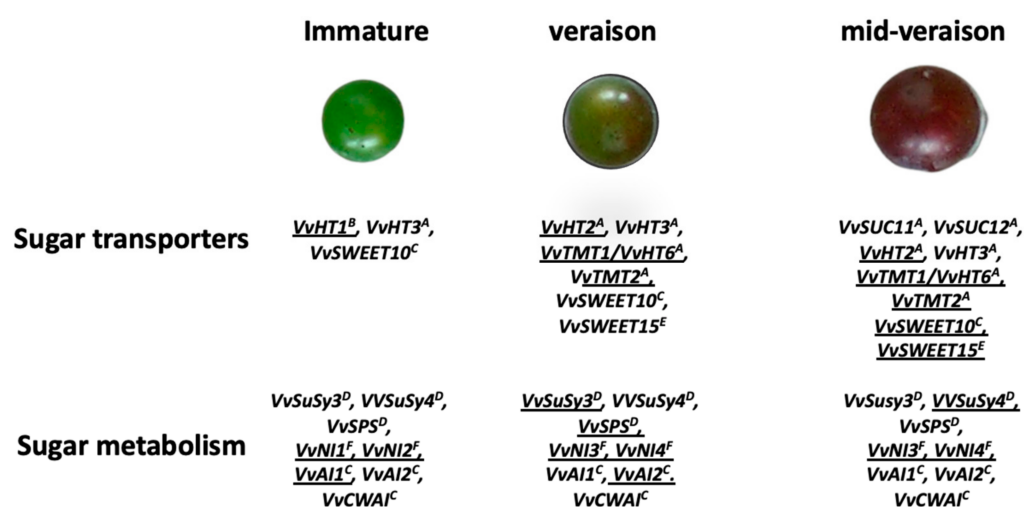 Immature veraison mid-veraison
Sugar transporters
VvHT1ᴮ, VvHT3ᴬ,
VvSWEET10ᶜ
VvHT2ᴬ, VvHT3ᴬ,
VvTMT1/VvHT6ᴬ,
VvTMT2ᴬ,
VvSWEET10ᶜ,
VvSWEET15ᴱ
VvSUC11ᴬ, VvSUC12ᴬ,
VvHT2ᴬ, VvHT3ᴬ,
VvTMT1/VvHT6ᴬ,
VvTMT2ᴬ
VvSWEET10ᶜ,
VvSWEET15ᴱ
Sugar metabolism
VvSuSy3ᴰ, VVSuSy4ᴰ,
VvSPSᴰ,
VvNI1ꟳ, VvNI2ꟳ,
VvAI1ᶜ, VvAI2ᶜ,
VvCWAIᶜ
VvSuSy3ᴰ, VVSuSy4ᴰ,
VvSPSᴰ,
VvNI3ꟳ, VvNI4ꟳ
VvAI1ᶜ, VvAI2ᶜ.
VvCWAIᶜ
VvSusy3ᴰ, VVSuSy4ᴰ,
VvSPSᴰ,
VvNI3ꟳ, VvNI4ꟳ,
VvAI1ᶜ, VvAI2ᶜ,
VvCWAIᶜ